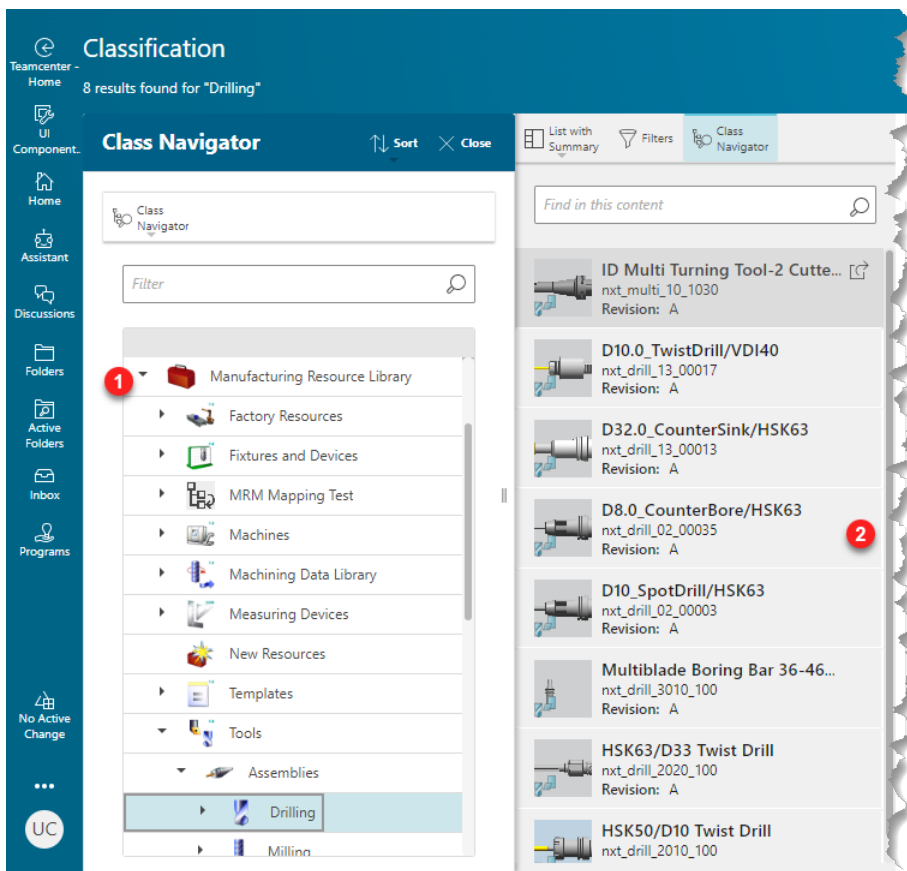 Teamcenter -
Home
UI
Component.
Home
Assistant
Discussions
Folders
Active
Folders
Inbox
Programs
No Active
Change
UC
Classification
8 results found for "Drilling"
Class Navigator
Sort
Close
Class
Navigator
Filter
1
Manufacturing Resource Library
Factory Resources
Fixtures and Devices
MRM Mapping Test
Machines
Machining Data Library
Measuring Devices
New Resources
Templates
Tools
Assemblies
Drilling
Milling
List with
Summary
Filters
Class
Navigator
Find in this content
ID Multi Turning Tool-2 Cutte...
nxt_multi_10_1030
Revision: A
D10.0_TwistDrill/VDI40
nxt_drill_13_00017
Revision: A
D32.0_CounterSink/HSK63
nxt_drill_13_00013
Revision: A
D8.0_CounterBore/HSK63
nxt_drill_02_00035
Revision: A
2
D10_SpotDrill/HSK63
nxt_drill_02_00003
Revision: A
Multiblade Boring Bar 36-46...
nxt_drill_3010_100
Revision: A
HSK63/D33 Twist Drill
nxt_drill_2020_100
Revision: A
HSK50/D10 Twist Drill
nxt_drill_2010_100